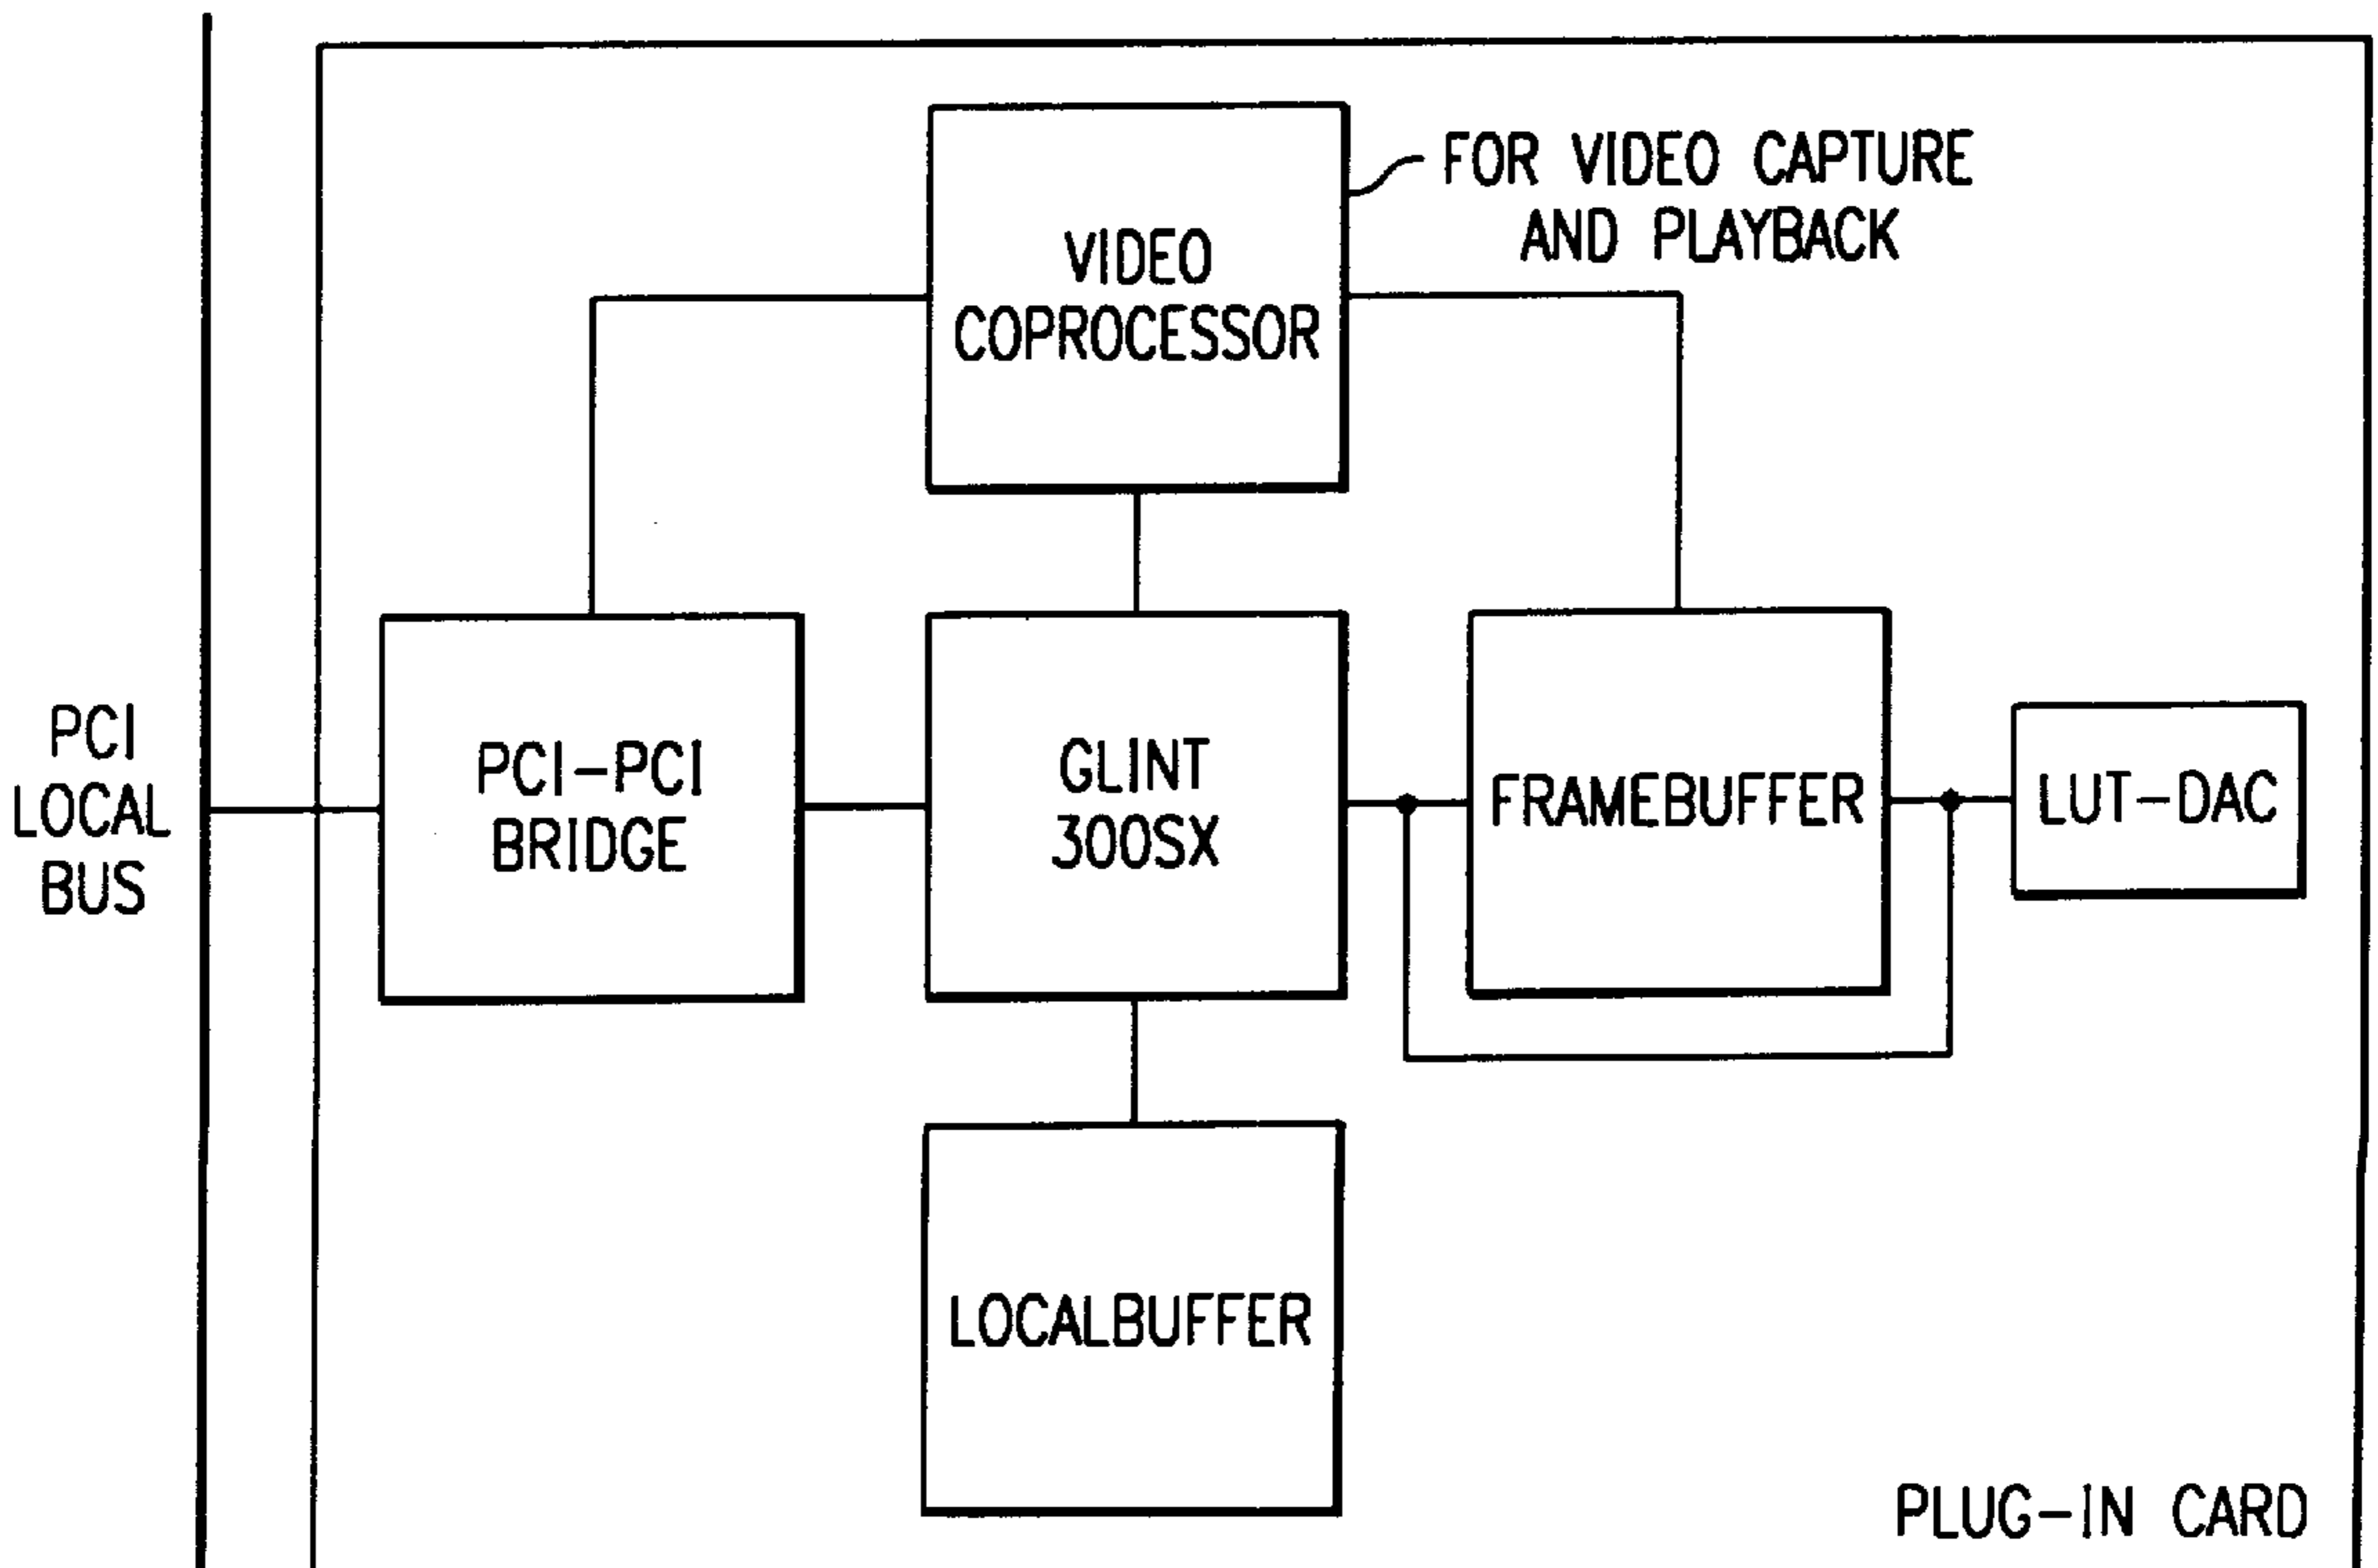 FOR VIDEO CAPTURE
AND PLAYBACK
VIDEO
COPROCESSOR
PCI
LOCAL
BUS
PCI-PCI
BRIDGE
GLINT
300SX
FRAMEBUFFER
LUT-DAC
LOCALBUFFER
PLUG-IN CARD